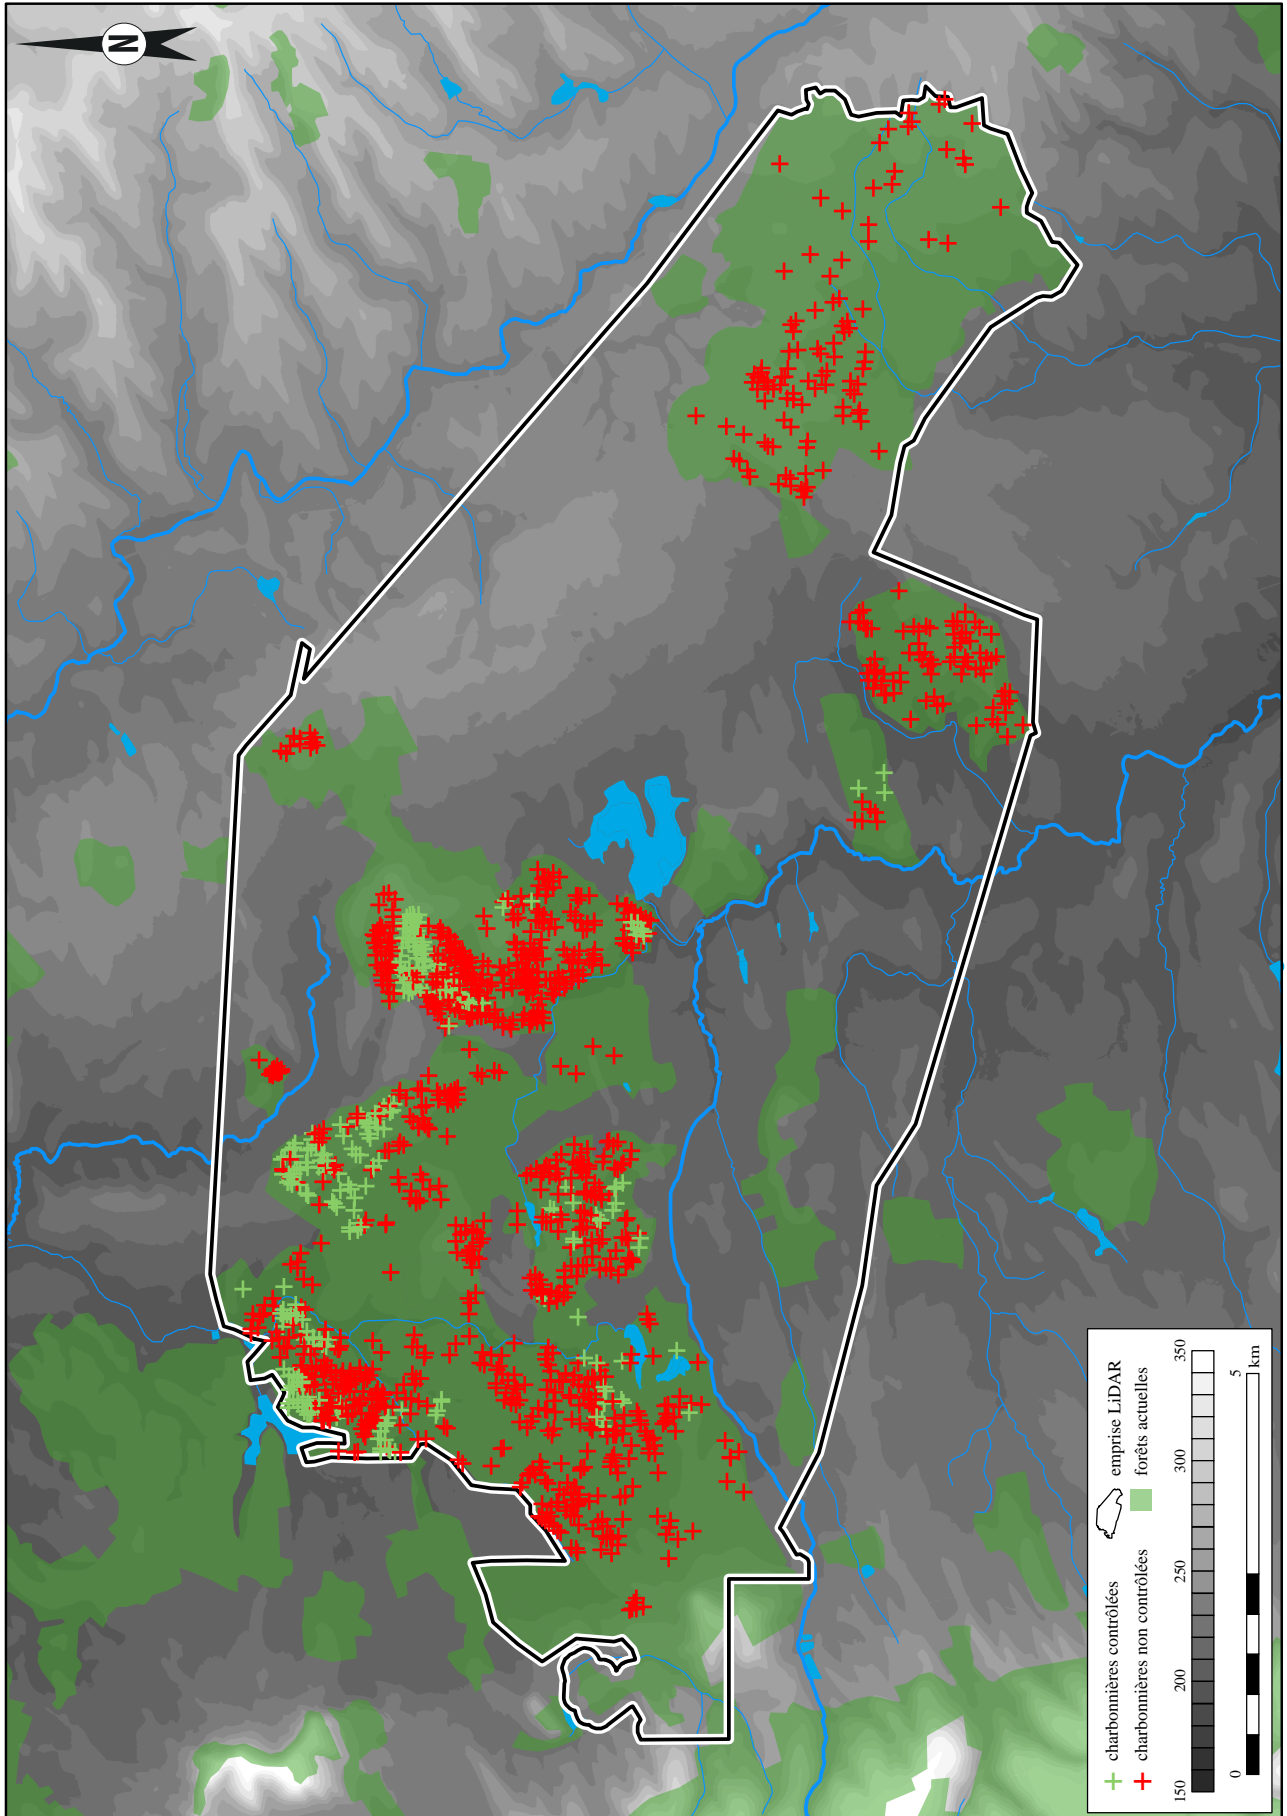 N
charbonnières contrôlées
charbonnières non contrôlées
emprise LiDAR
forêts actuelles
150 200 250 300 350
0 5 km